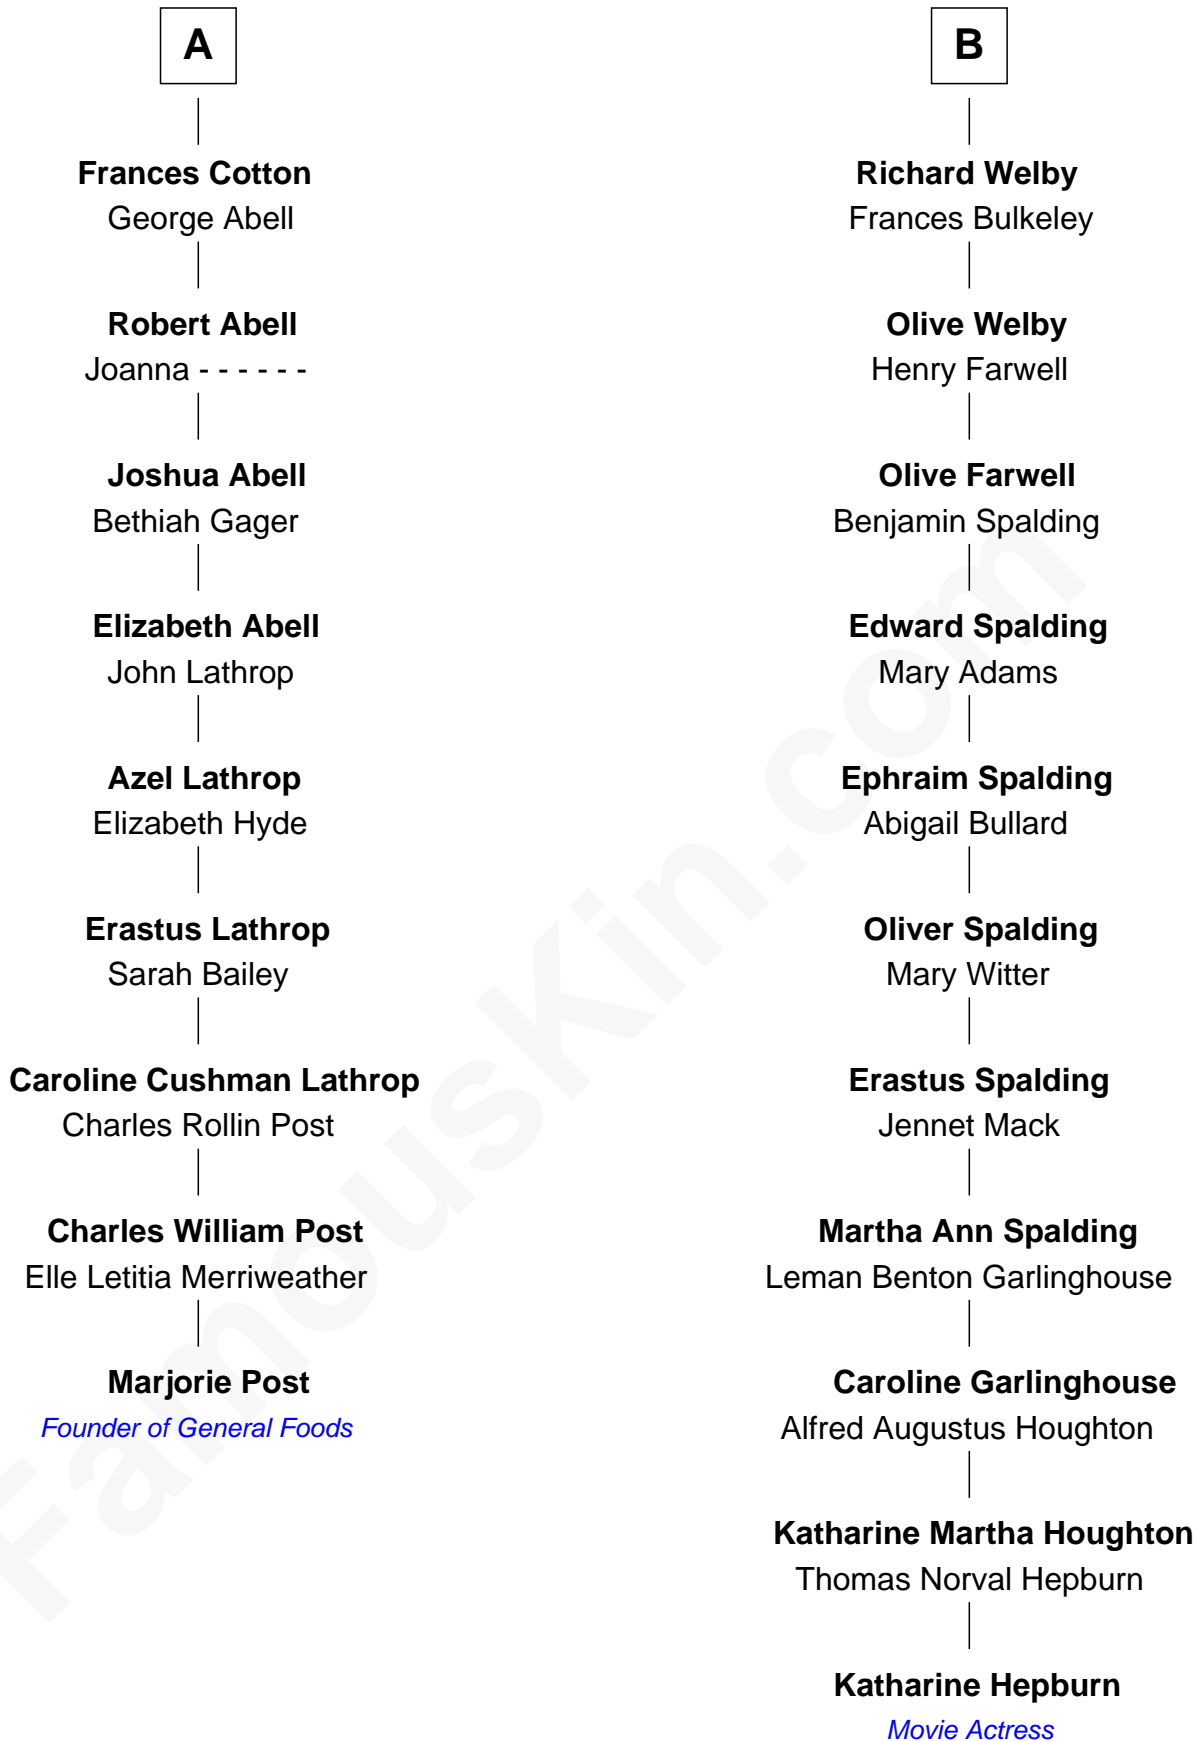 A
Frances Cotton
George Abell
Robert Abell
Joanna - - - - - -
Joshua Abell
Bethiah Gager
Elizabeth Abell
John Lathrop
Azel Lathrop
Elizabeth Hyde
Erastus Lathrop
Sarah Bailey
Caroline Cushman Lathrop
Charles Rollin Post
Charles William Post
Elle Letitia Merriweather
Marjorie Post
Founder of General Foods
B
Richard Welby
Frances Bulkeley
Olive Welby
Henry Farwell
Olive Farwell
Benjamin Spalding
Edward Spalding
Mary Adams
Ephraim Spalding
Abigail Bullard
Oliver Spalding
Mary Witter
Erastus Spalding
Jennet Mack
Martha Ann Spalding
Leman Benton Garlinghouse
Caroline Garlinghouse
Alfred Augustus Houghton
Katharine Martha Houghton
Thomas Norval Hepburn
Katharine Hepburn
Movie Actress
FamousKin.com